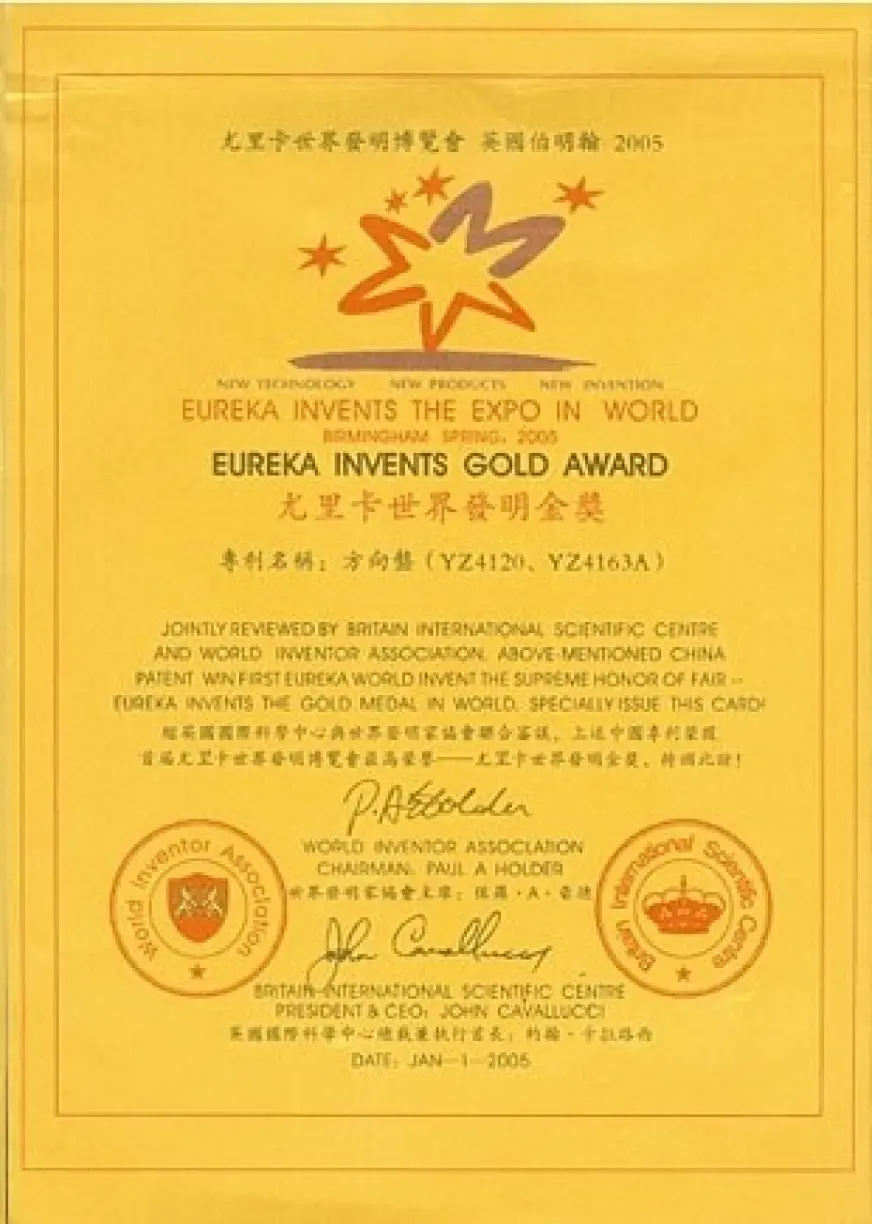 尤里卡世界發明博覽會 英國伯明翰 2005
NEW TECHNOLOGY NEW PRODUCTS NEW INVENTION
EUREKA INVENTS THE EXPO IN WORLD
BIRMINGHAM SPRING, 2005
EUREKA INVENTS GOLD AWARD
尤里卡世界發明金獎
專利名稱：方向盤（YZ4120、YZ4163A）
JOINTLY REVIEWED BY BRITAIN INTERNATIONAL SCIENTIFIC CENTRE
AND WORLD INVENTOR ASSOCIATION, ABOVE-MENTIONED CHINA
PATENT WIN FIRST EUREKA WORLD INVENT THE SUPREME HONOR OF FAIR --
EUREKA INVENTS THE GOLD MEDAL IN WORLD, SPECIALLY ISSUE THIS CARD!
經英國國際科學中心與世界發明家協會聯合審議，上述中國專利榮獲
首屆尤里卡世界發明博覽會最高榮譽——尤里卡世界發明金獎，特頒此証！
P.A Holder
WORLD INVENTOR ASSOCIATION
CHAIRMAN: PAUL A HOLDER
世界發明家協會主席：保羅·A·
World Inventor Association
Britain International Scientific Centre
John Cavallucci
BRITAIN-INTERNATIONAL SCIENTIFIC CENTRE
PRESIDENT & CEO: JOHN CAVALLUCCI
英國國際科學中心總裁兼執行首長：約翰·卡拉路西
DATE: JAN—1—2005